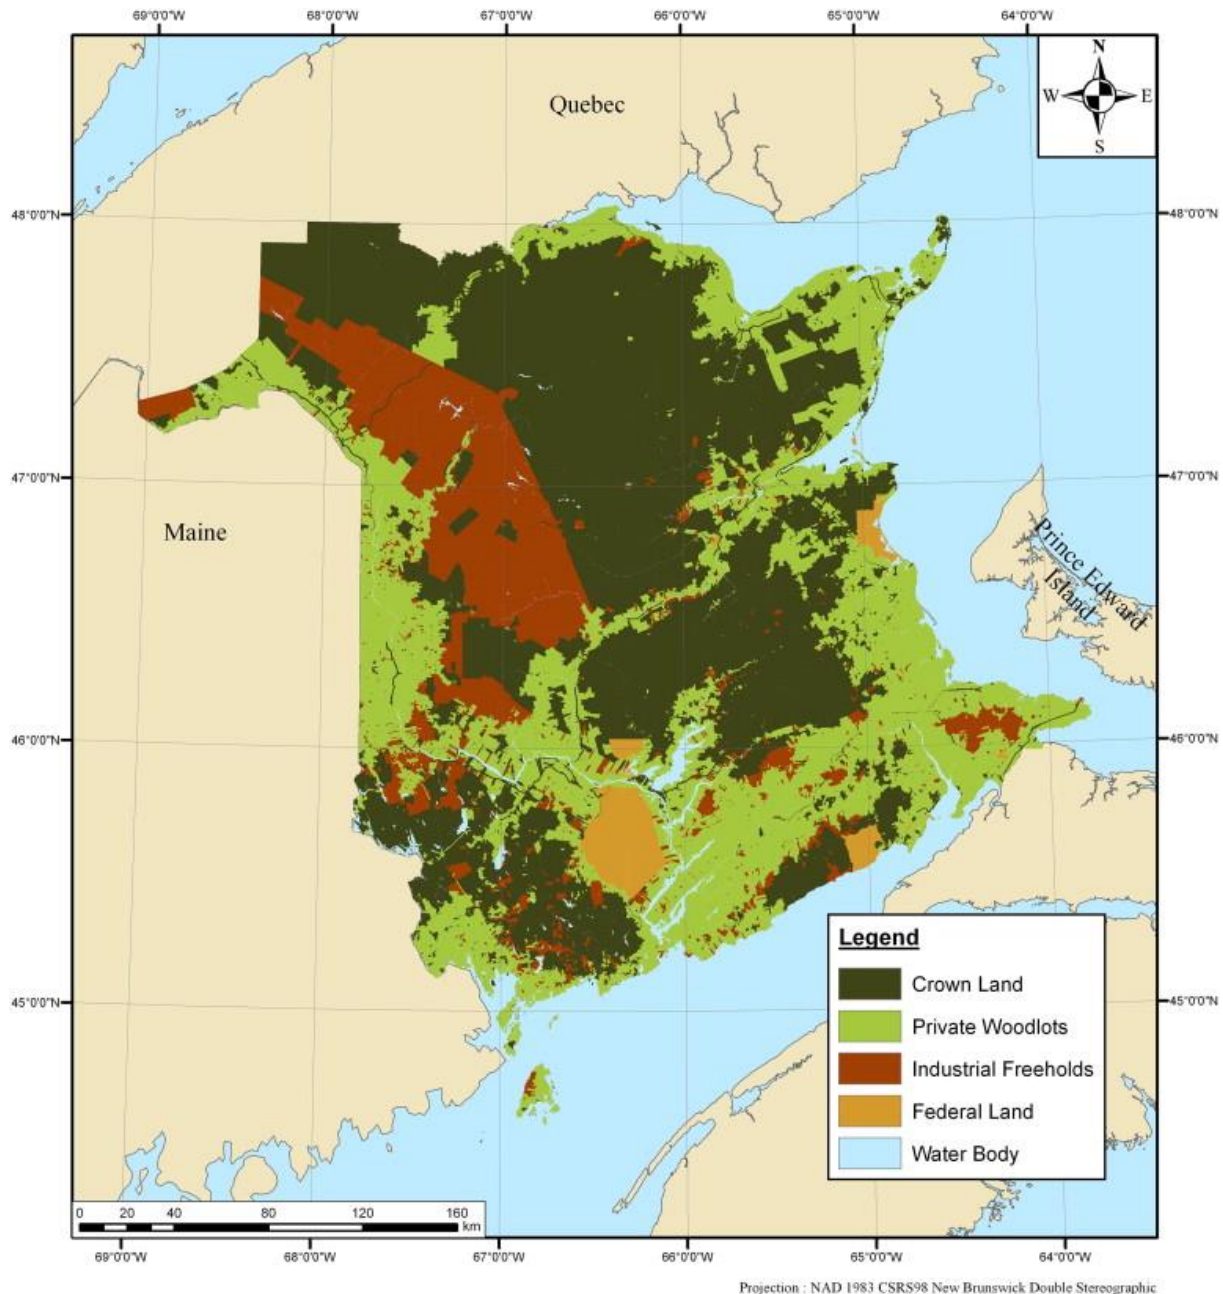 69°0'0"W 68°0'0"W 67°0'0"W 66°0'0"W 65°0'0"W 64°0'0"W
N
W E
S
Quebec
48°0'0"N 48°0'0"N
47°0'0"N 47°0'0"N
Maine
Prince Edward
Island
46°0'0"N 46°0'0"N
45°0'0"N 45°0'0"N
Legend
Crown Land
Private Woodlots
Industrial Freeholds
Federal Land
Water Body
0 20 40 80 120 160
km
69°0'0"W 68°0'0"W 67°0'0"W 66°0'0"W 65°0'0"W 64°0'0"W
Projection : NAD 1983 CSRS98 New Brunswick Double Stereographic